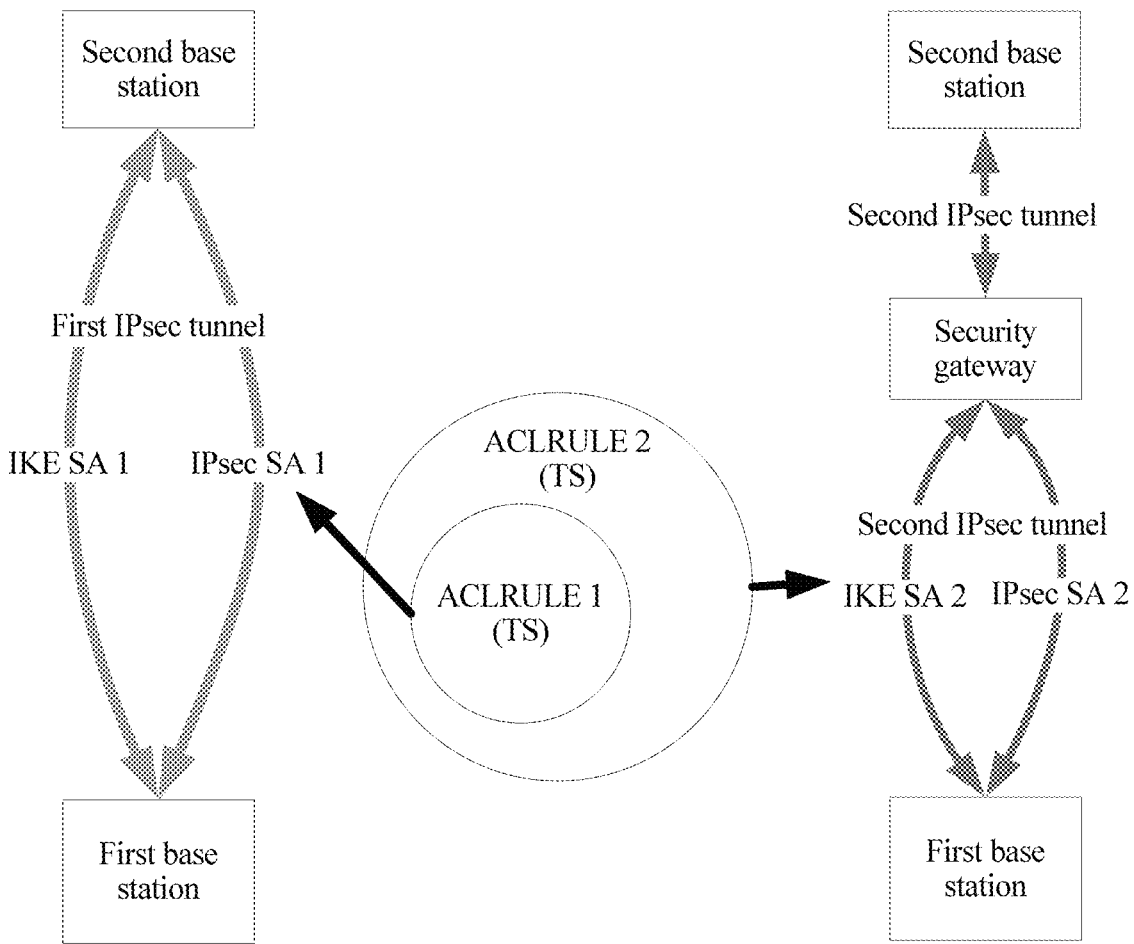 Second base
station
Second base
station
Second IPsec tunnel
First IPsec tunnel
Security
gateway
ACLRULE 2
(TS)
IKE SA 1
IPsec SA 1
Second IPsec tunnel
ACLRULE 1
(TS)
IKE SA 2
IPsec SA 2
First base
station
First base
station